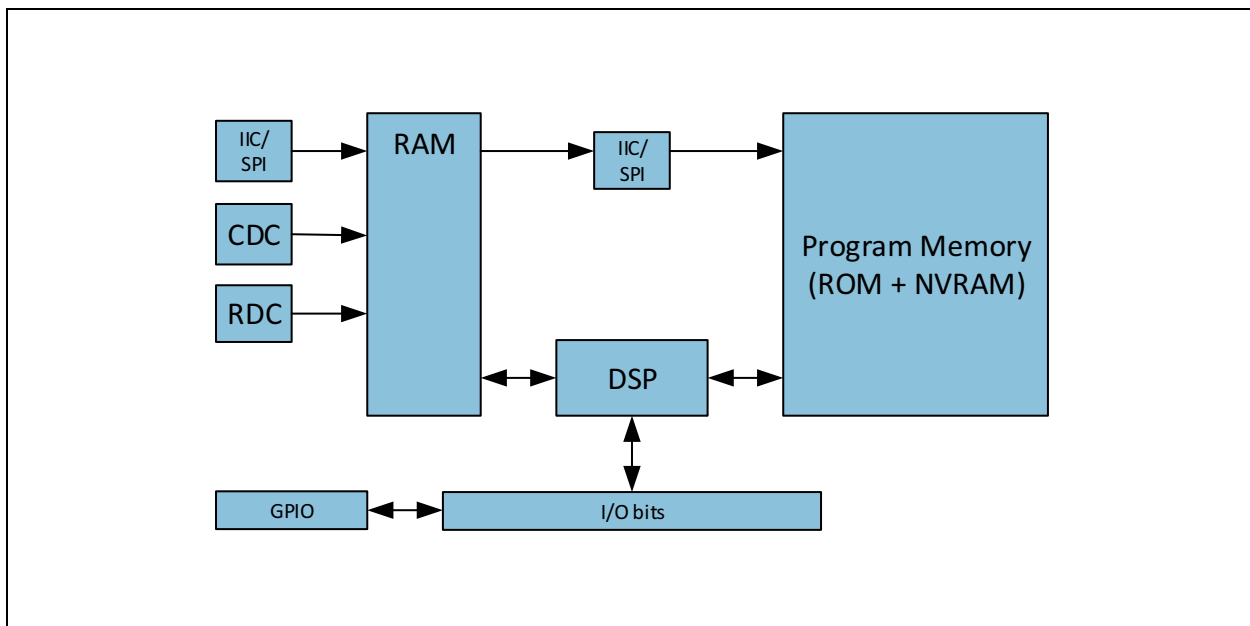 IIC/
SPI
RAM
IIC/
SPI
CDC
RDC
Program Memory
(ROM + NVRAM)
DSP
GPIO
I/O bits